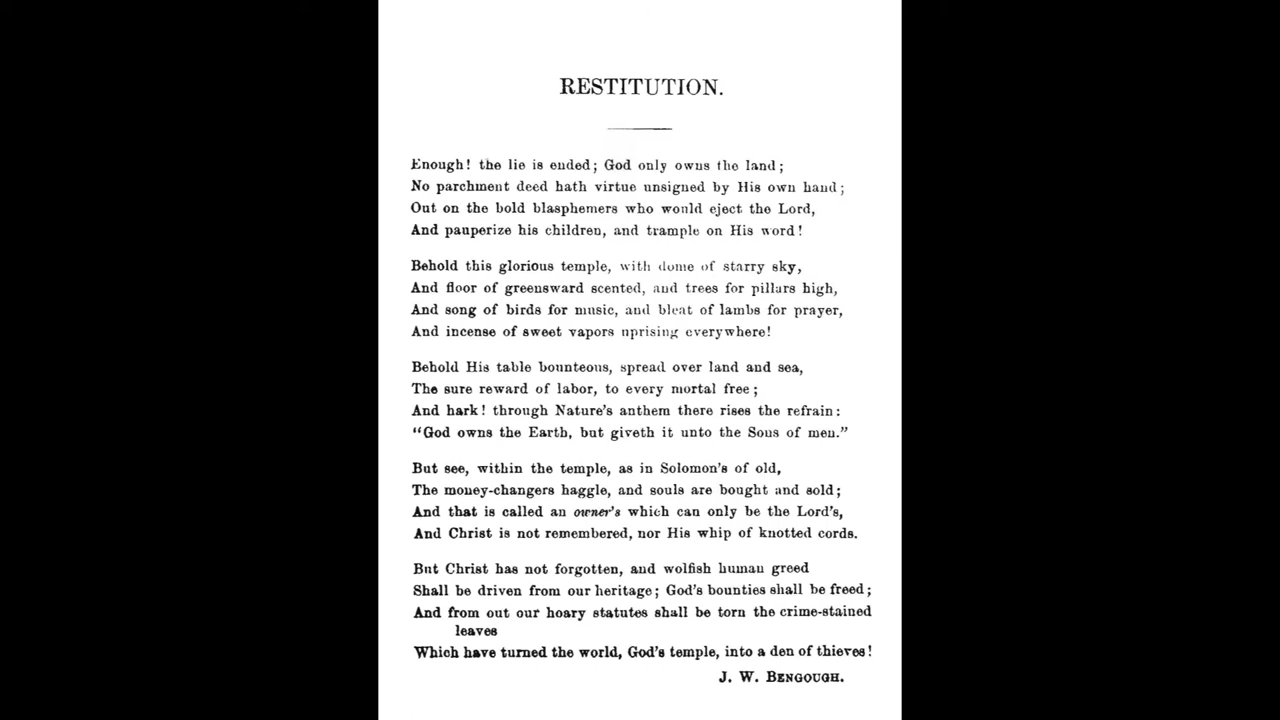 RESTITUTION.
Enough! the lie is ended; God only owns the land;
No parchment deed hath virtue unsigned by His own hand;
Out on the bold blasphemers who would eject the Lord,
And pauperize his children, and trample on His word!
Behold this glorious temple, with dome of starry sky,
And floor of greensward scented, and trees for pillars high,
And song of birds for music, and bleat of lambs for prayer,
And incense of sweet vapors uprising everywhere!
Behold His table bounteous, spread over land and sea,
The sure reward of labor, to every mortal free;
And hark! through Nature's anthem there rises the refrain:
"God owns the Earth, but giveth it unto the Sons of men."
But see, within the temple, as in Solomon's of old,
The money-changers haggle, and souls are bought and sold;
And that is called an owner's which can only be the Lord's,
And Christ is not remembered, nor His whip of knotted cords.
But Christ has not forgotten, and wolfish human greed
Shall be driven from our heritage; God's bounties shall be freed;
And from out our hoary statutes shall be torn the crime-stained
leaves
Which have turned the world, God's temple, into a den of thieves!
J. W. BENGOUGH.